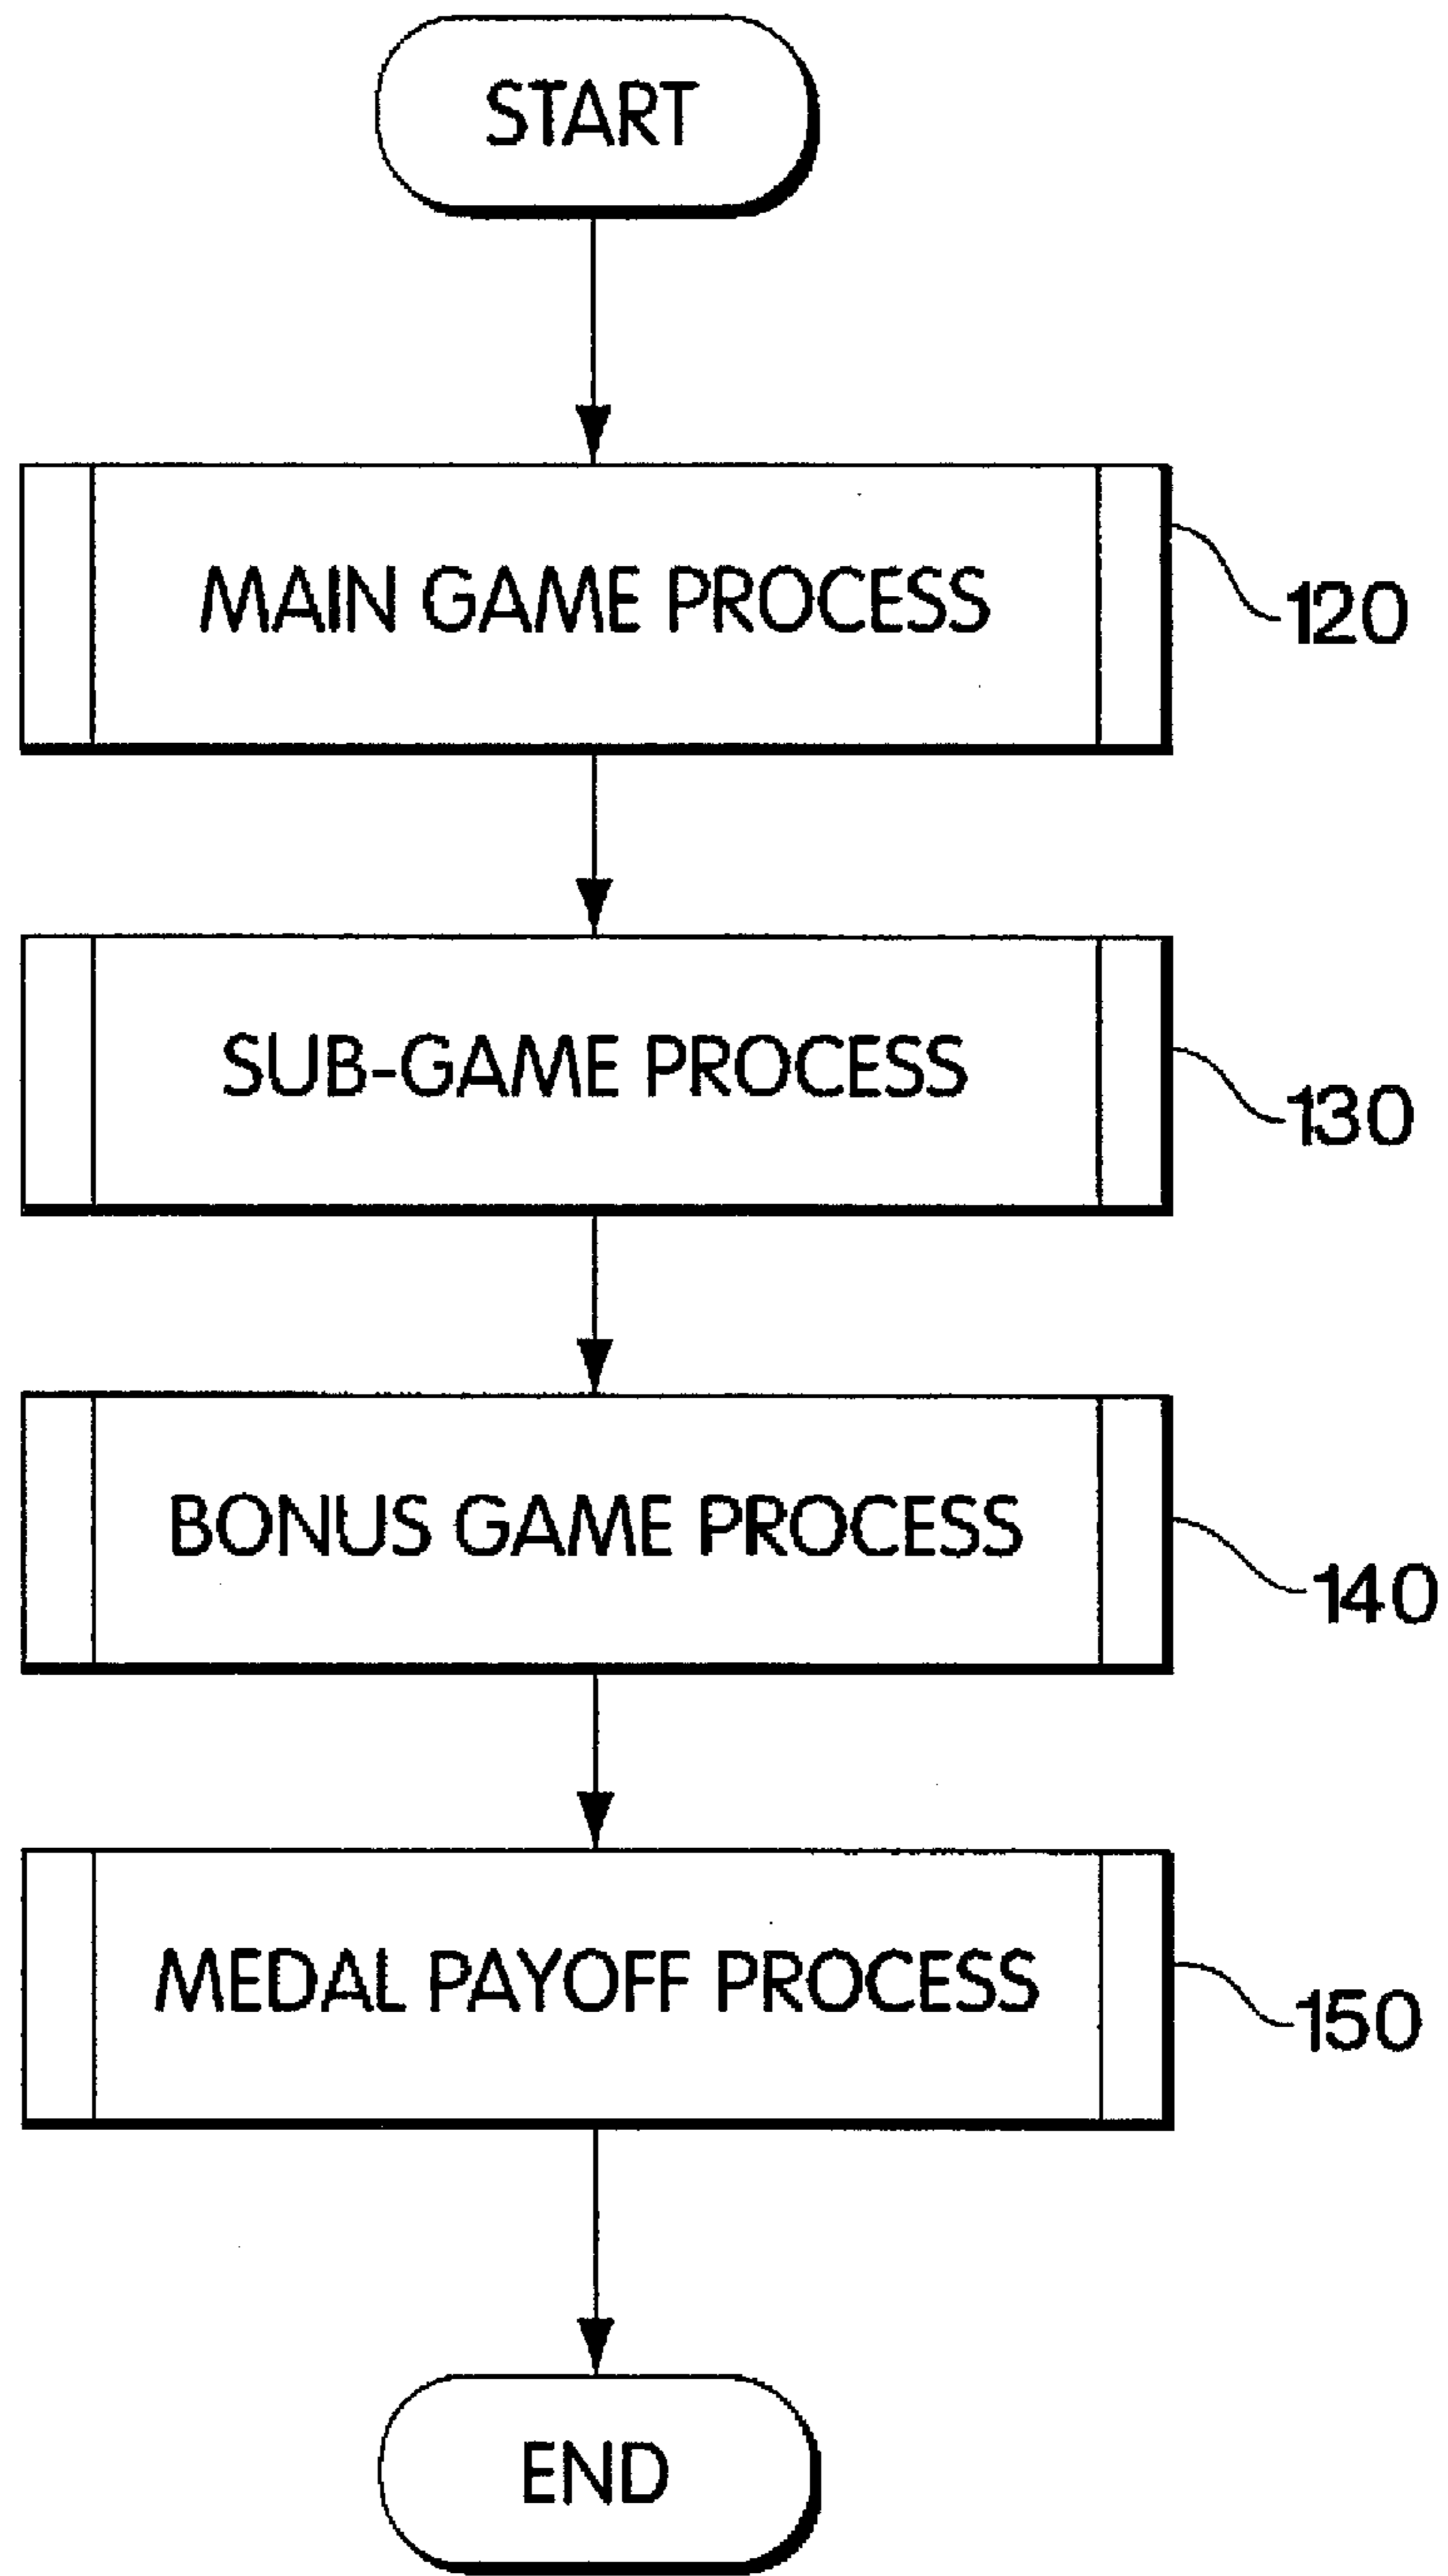 START
MAIN GAME PROCESS
120
SUB-GAME PROCESS
130
BONUS GAME PROCESS
140
MEDAL PAYOFF PROCESS
150
END